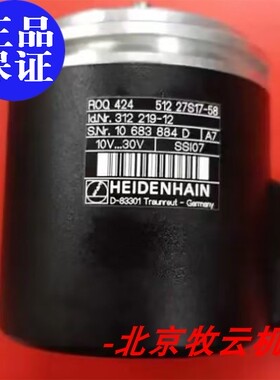 正品
保证
ROQ 424 512 27S17-58
Id.Nr. 312 219-12
S.Nr. 10 683 884 D A7
10V...30V SSI07
HEIDENHAIN
D-83301 Traunreut - Germany
-北京牧云机